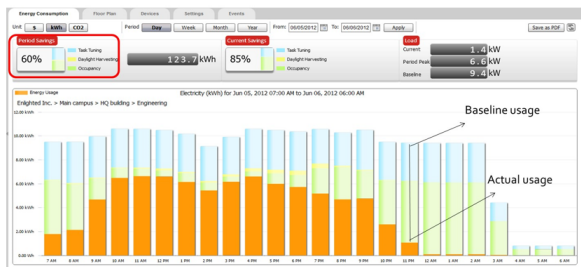 Energy Consumption Floor Plan Devices Settings Events
Unit $ kWh CO2 Period Day Week Month Year From: 06/05/2012 To: 06/06/2012 Apply Save as PDF
Period Savings Current Savings Load
60% Task Tuning Daylight Harvesting Occupancy
123.7 kWh
85% Task Tuning Daylight Harvesting Occupancy
Current 1.4 kW
Period Peak 6.6 kW
Baseline 9.4 kW
Energy Usage
Electricity (kWh) for Jun 05, 2012 07:00 AM to Jun 06, 2012 06:00 AM
Enlighted Inc. > Main campus > HQ building > Engineering
Baseline usage
Actual usage
12.00 kWh
10.00 kWh
8.00 kWh
6.00 kWh
4.00 kWh
2.00 kWh
0.00 kWh
7 AM 8 AM 9 AM 10 AM 11 AM 12 PM 1 PM 2 PM 3 PM 4 PM 5 PM 6 PM 7 PM 8 PM 9 PM 10 PM 11 PM 12 AM 1 AM 2 AM 3 AM 4 AM 5 AM 6 AM